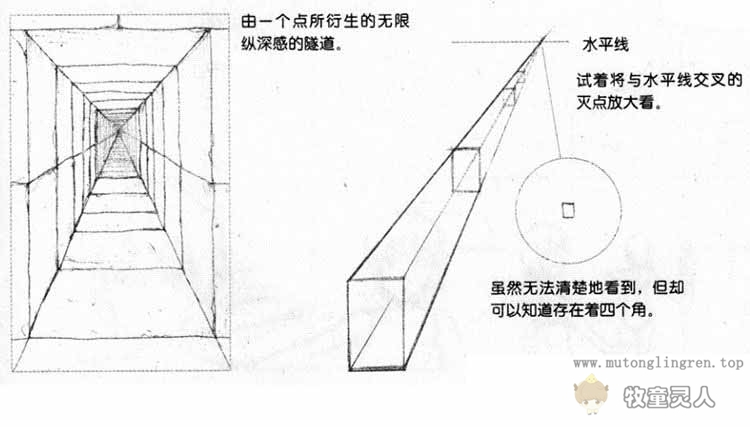 由一个点所衍生的无限
纵深感的隧道。
水平线
试着将与水平线交叉的
灭点放大看。
虽然无法清楚地看到，但却
可以知道存在着四个角。
www.mutonglingren.top
牧童灵人